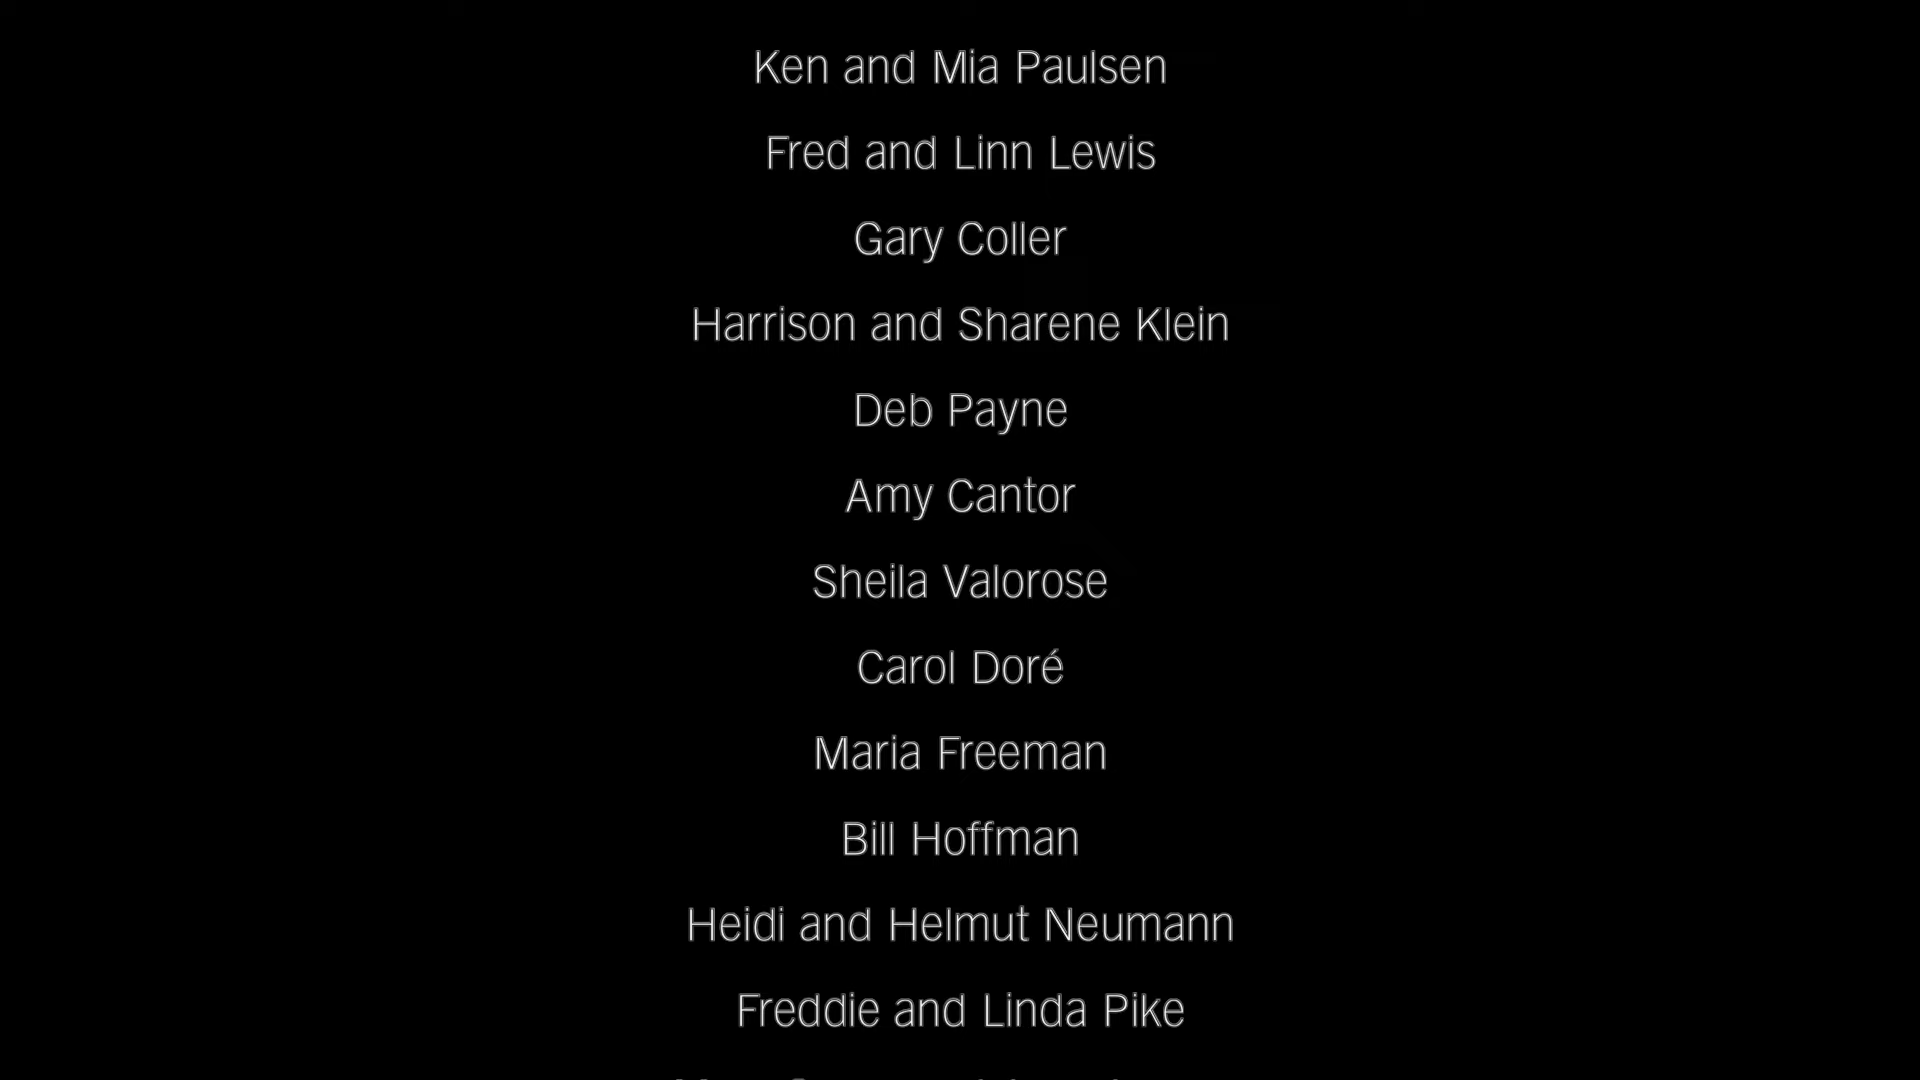 Ken and Mia Paulsen
Fred and Linn Lewis
Gary Coller
Harrison and Sharene Klein
Deb Payne
Amy Cantor
Sheila Valorose
Carol Doré
Maria Freeman
Bill Hoffman
Heidi and Helmut Neumann
Freddie and Linda Pike